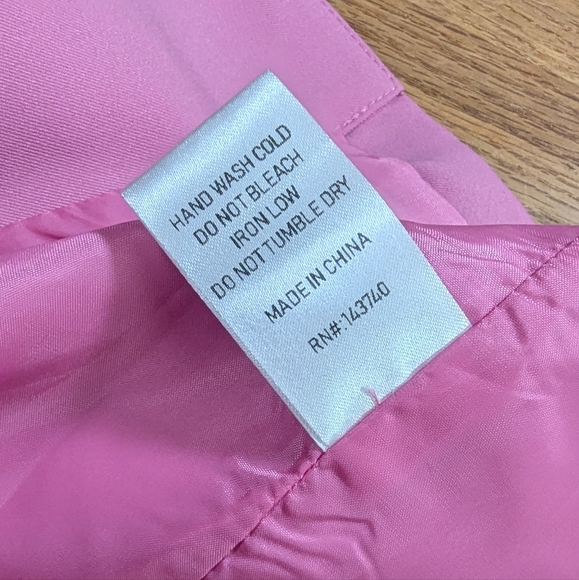 HAND WASH COLD
DO NOT BLEACH
IRON LOW
DO NOT TUMBLE DRY
MADE IN CHINA
RN#:143740